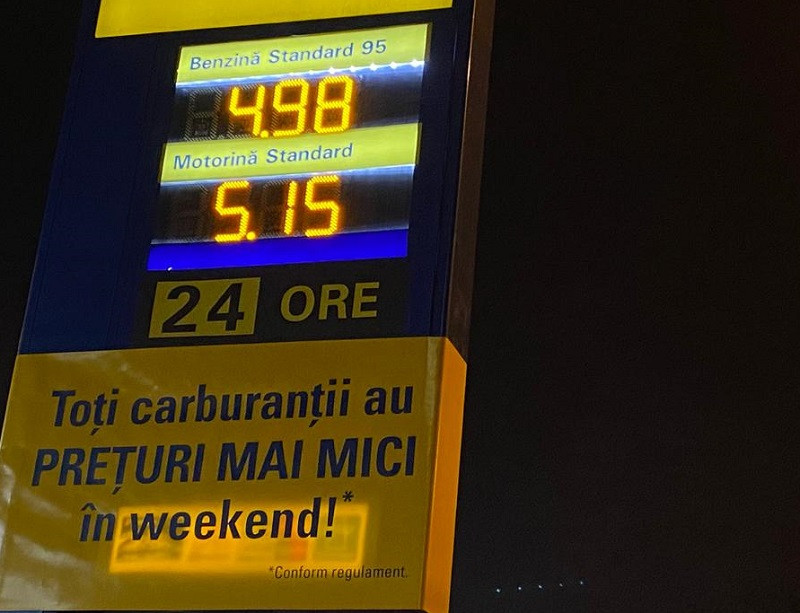 Benzină Standard 95
4.98
Motorină Standard
5.15
24 ORE
Toți carburanții au
PREȚURI MAI MICI
în weekend!*
*Conform regulament.